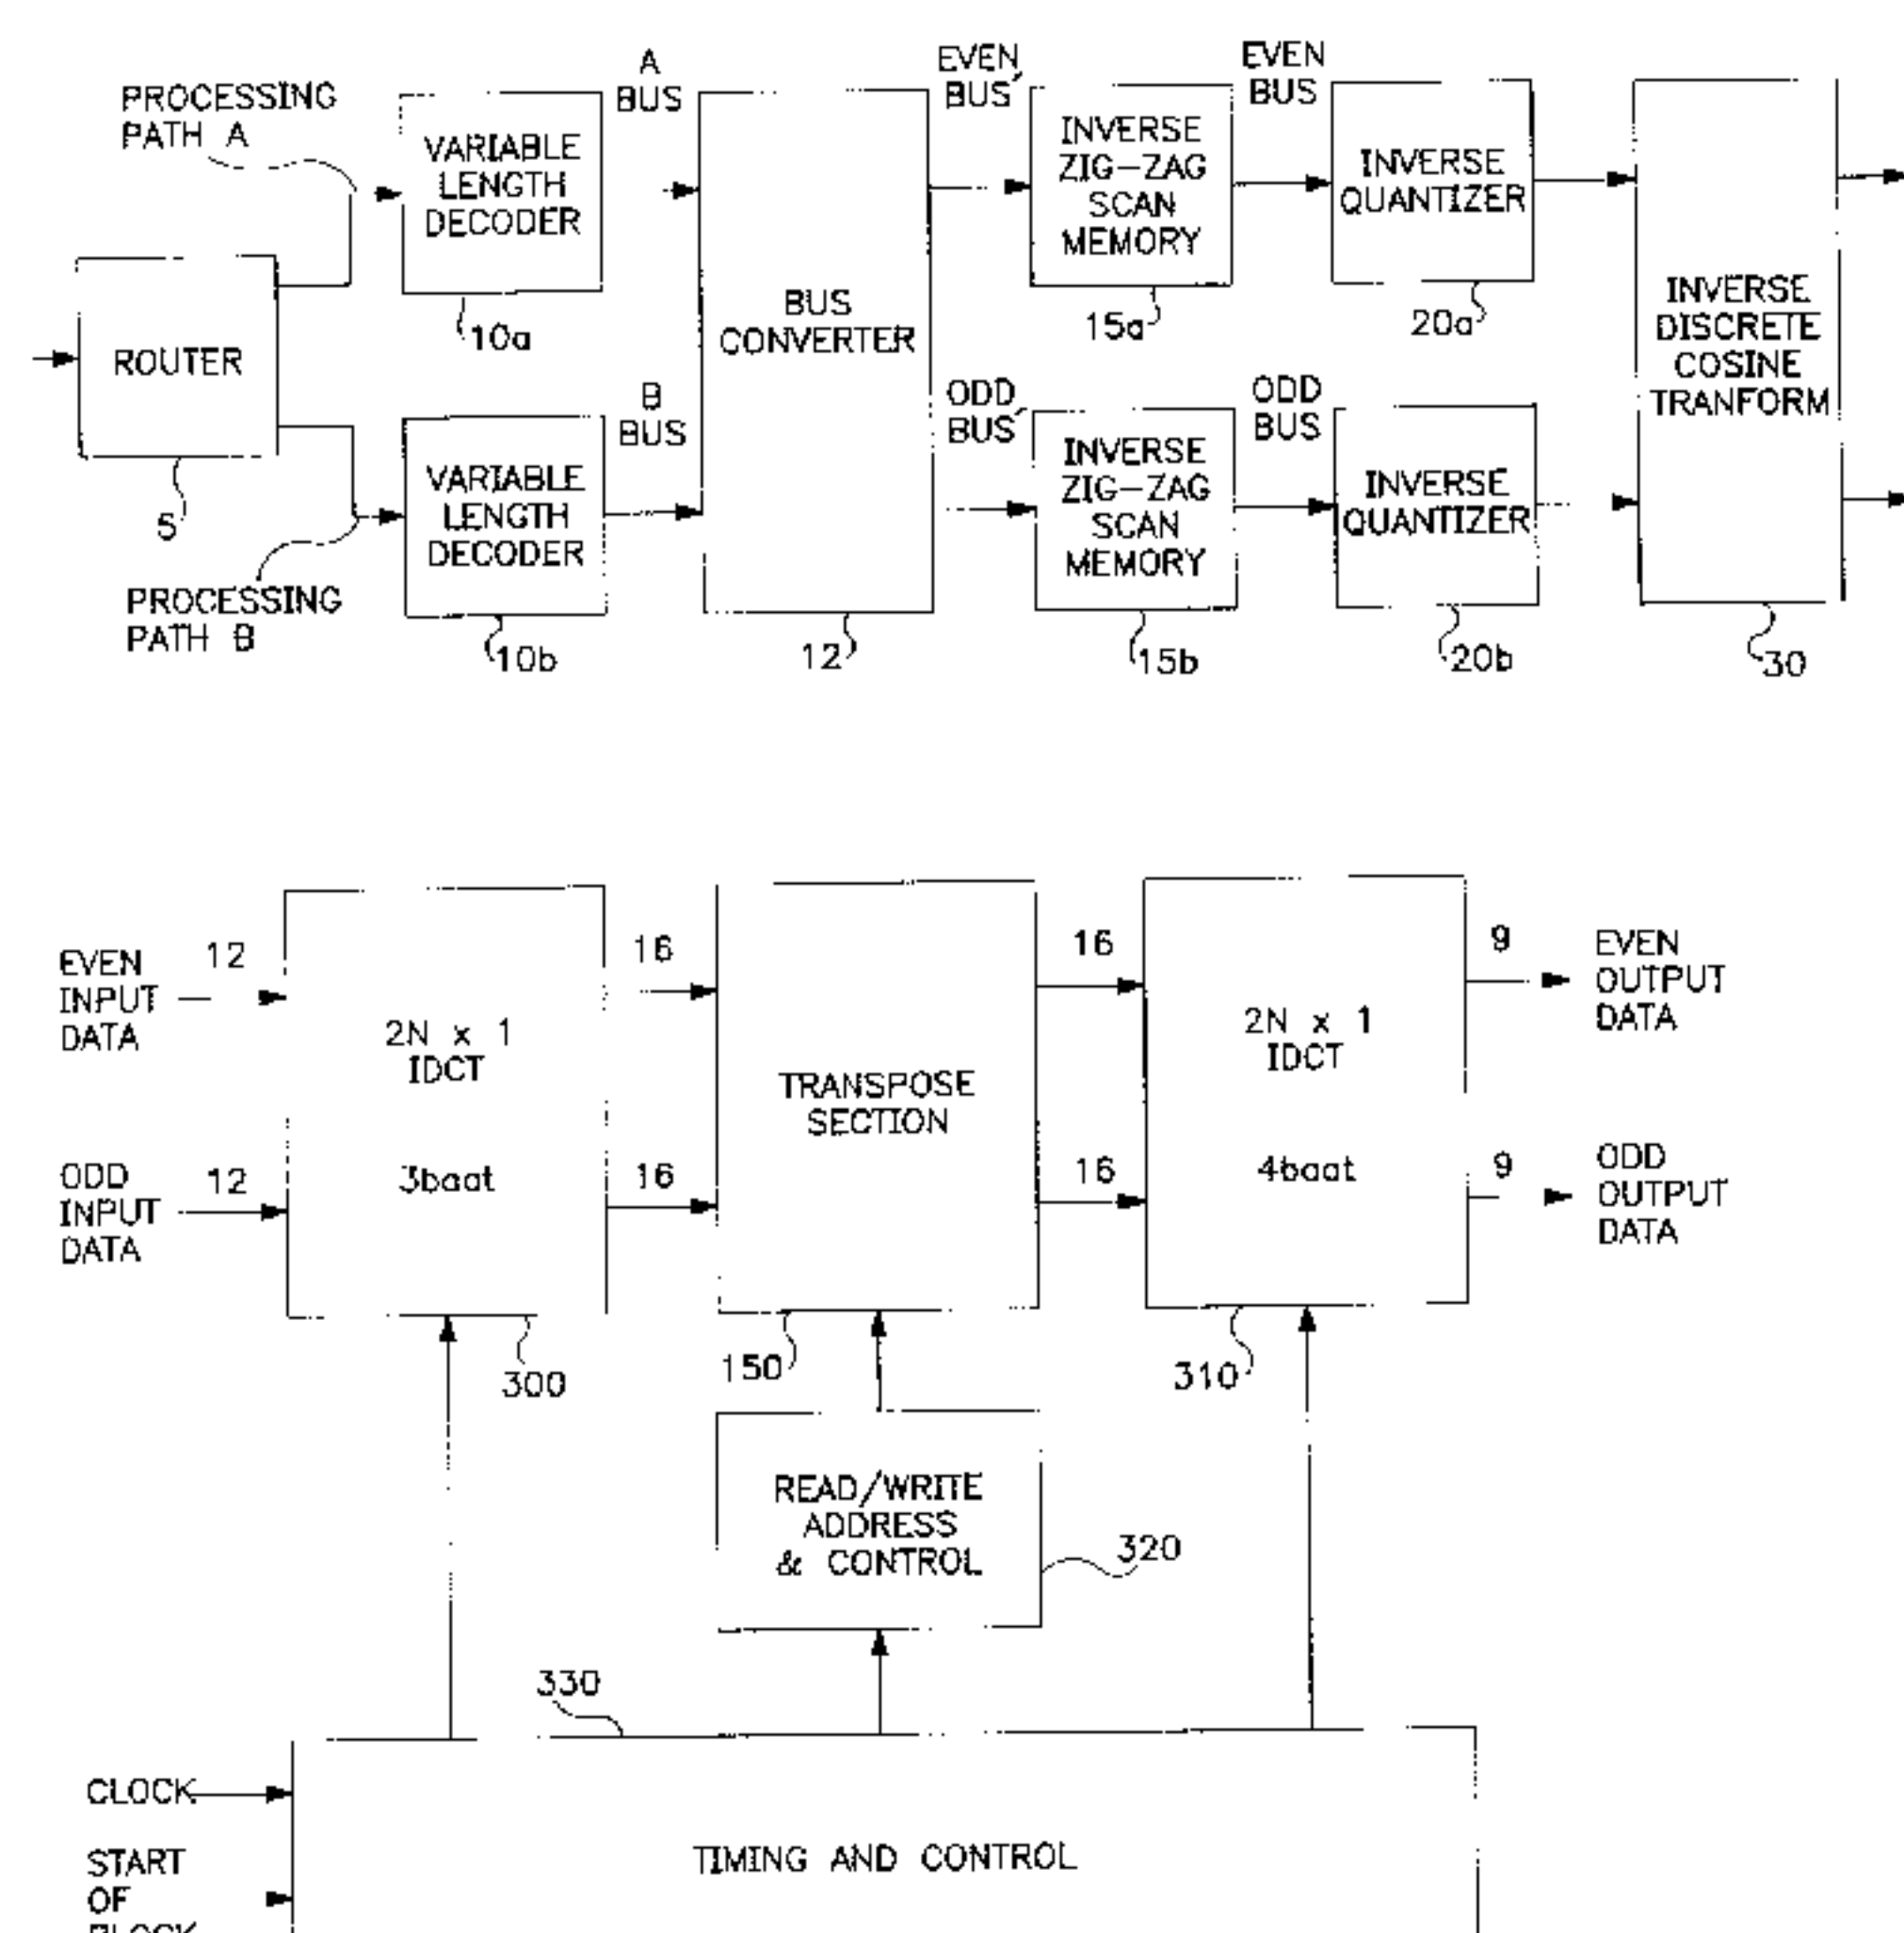 PROCESSING
PATH A
A
BUS
EVEN
BUS'
EVEN
BUS
VARIABLE
LENGTH
DECODER
INVERSE
ZIG-ZAG
SCAN
MEMORY
INVERSE
QUANTIZER
ROUTER
10a
BUS
CONVERTER
15a
20a
INVERSE
DISCRETE
COSINE
TRANFORM
5
B
BUS
ODD
BUS'
ODD
BUS
VARIABLE
LENGTH
DECODER
INVERSE
ZIG-ZAG
SCAN
MEMORY
INVERSE
QUANTIZER
PROCESSING
PATH B
10b
12
15b
20b
30
EVEN
INPUT
DATA
12
2N x 1
IDCT
16
TRANSPOSE
SECTION
16
2N x 1
IDCT
9
EVEN
OUTPUT
DATA
ODD
INPUT
DATA
12
3baat
16
16
4baat
9
ODD
OUTPUT
DATA
300
150
310
READ/WRITE
ADDRESS
& CONTROL
320
330
CLOCK
START
OF
BLOCK
TIMING AND CONTROL